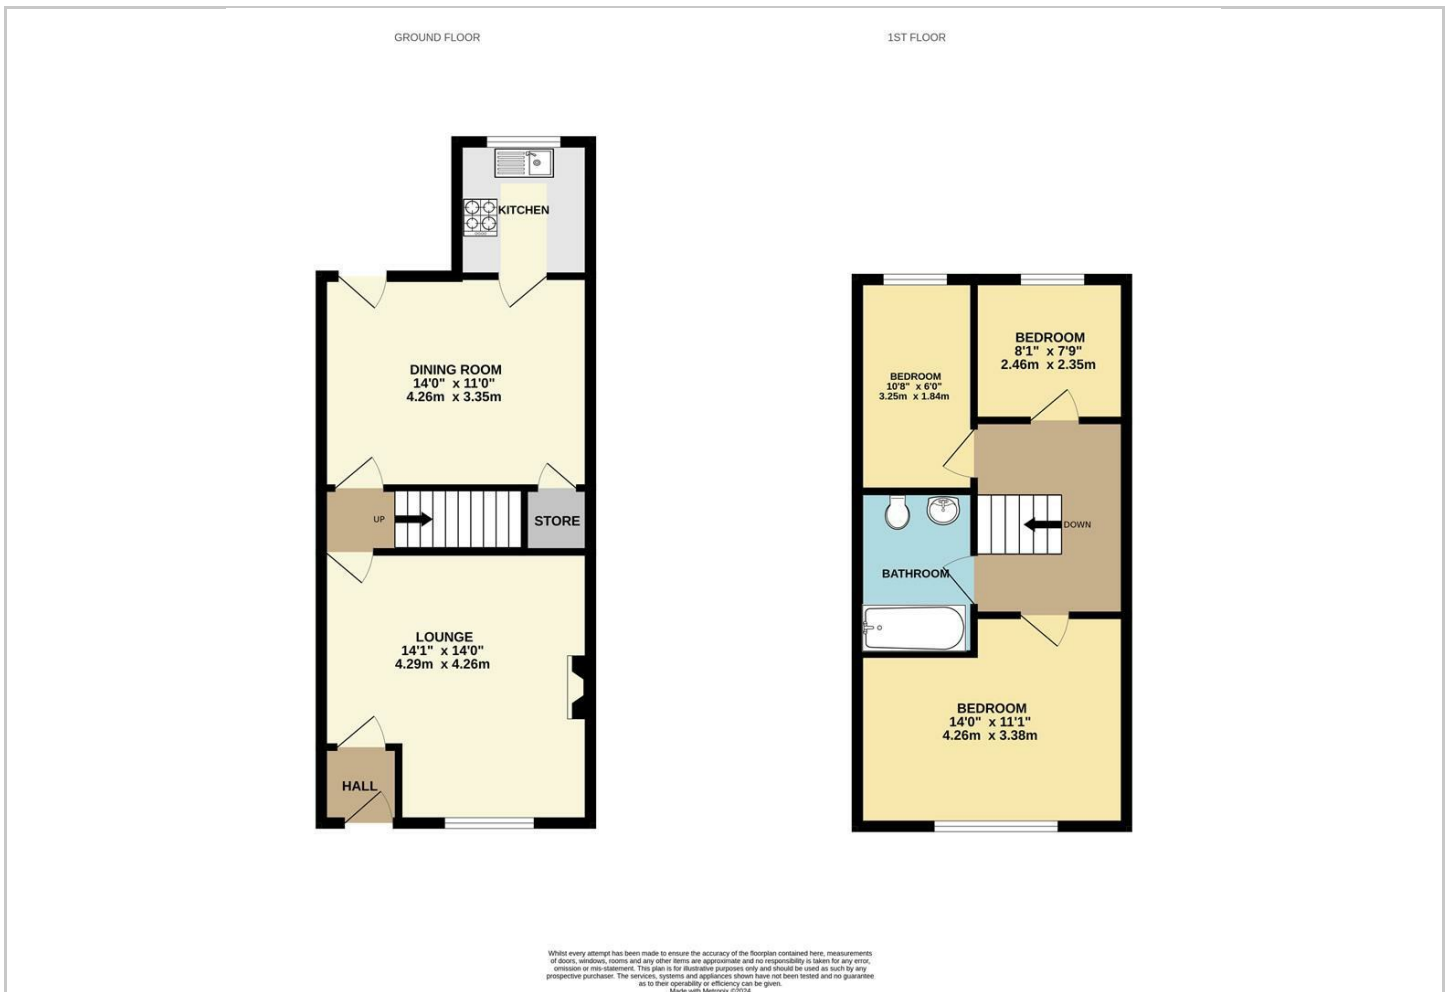 GROUND FLOOR
KITCHEN
DINING ROOM
14'0" x 11'0"
4.26m x 3.35m
UP
STORE
LOUNGE
14'1" x 14'0"
4.29m x 4.26m
HALL
1ST FLOOR
BEDROOM
10'8" x 6'0"
3.25m x 1.84m
BEDROOM
8'1" x 7'9"
2.46m x 2.35m
DOWN
BATHROOM
BEDROOM
14'0" x 11'1"
4.26m x 3.38m
Whilst every attempt has been made to ensure the accuracy of the floorplan contained here, measurements
of doors, windows, rooms and any other items are approximate and no responsibility is taken for any error,
omission or mis-statement. This plan is for illustrative purposes only and should be used as such by any
prospective purchaser. The services, systems and appliances shown have not been tested and no guarantee
as to their operability or efficiency can be given.
Made with Metropix ©2024